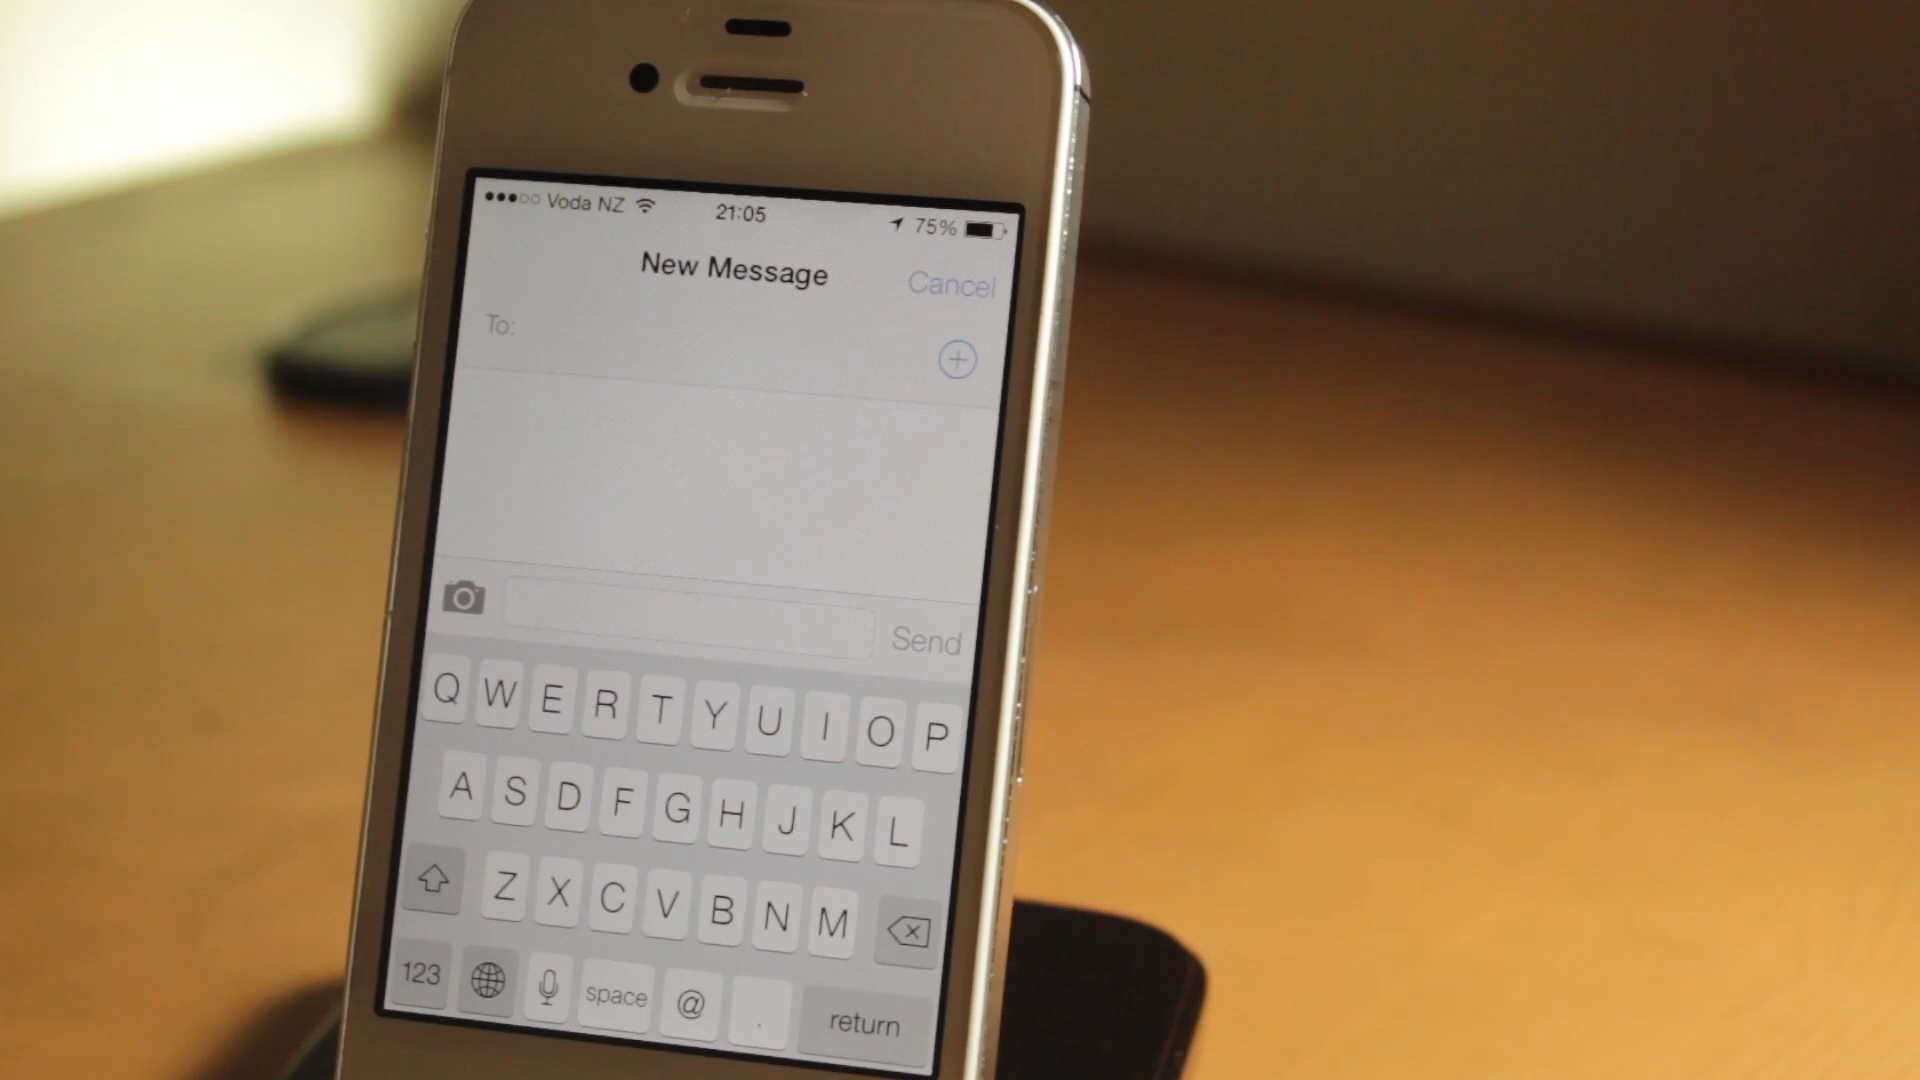 Voda NZ 21:05 75%
New Message Cancel
To:
Send
Q W E R T Y U I O P
A S D F G H J K L
Z X C V B N M
123 space @ . return